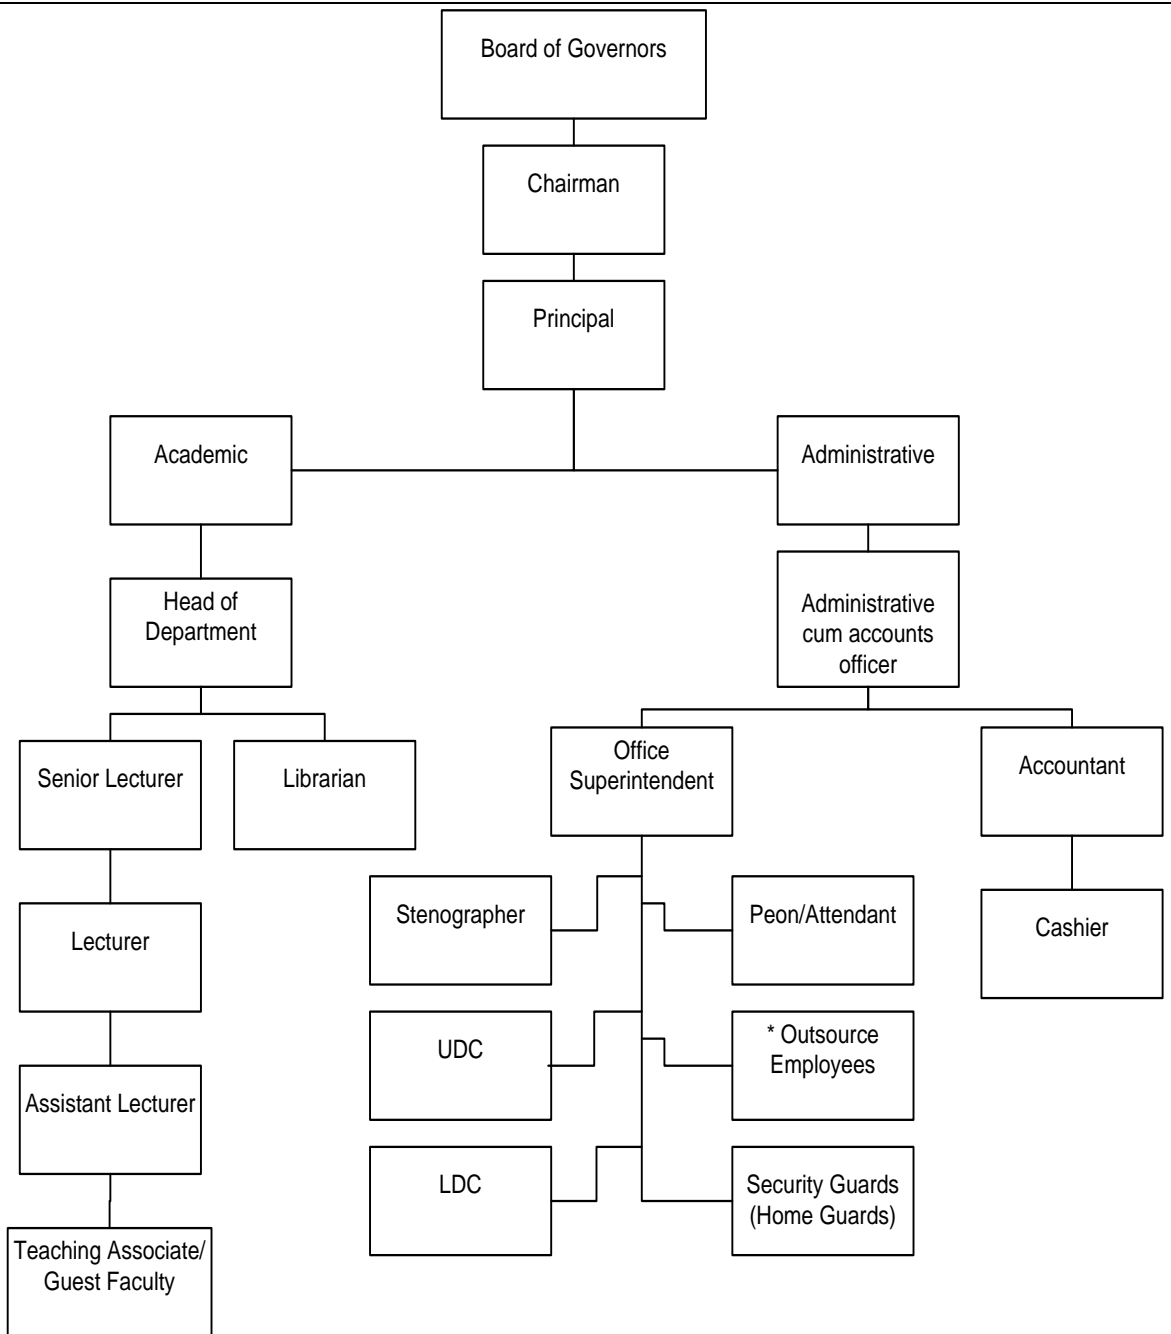 Board of Governors
Chairman
Principal
Academic
Administrative
Head of
Department
Administrative
cum accounts
officer
Senior Lecturer
Librarian
Office
Superintendent
Accountant
Stenographer
Peon/Attendant
Lecturer
Cashier
UDC
* Outsource
Employees
Assistant Lecturer
LDC
Security Guards
(Home Guards)
Teaching Associate/
Guest Faculty